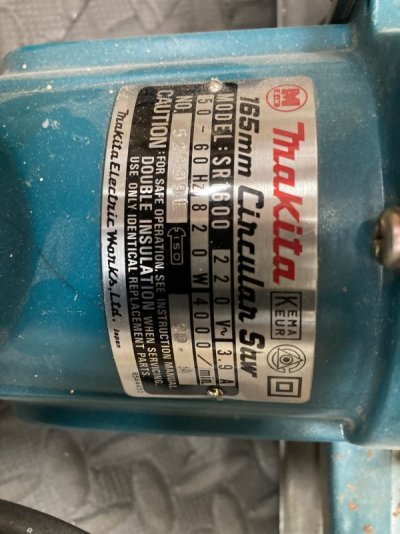 M
Makita
KEMA
KEUR
165mm Circular Saw
MODEL SR1600 220V~ 3.9A
50-60Hz 820W 4000/min.
NO.
150
CAUTION: FOR SAFE OPERATION, SEE INSTRUCTION MANUAL
DOUBLE INSULATION WHEN SERVICING,
USE ONLY IDENTICAL REPLACEMENT PARTS.
Makita Electric Works, Ltd. Japan